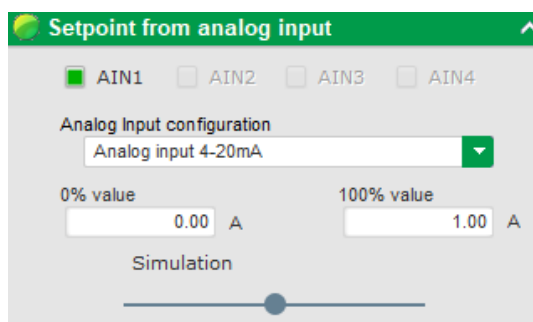 Setpoint from analog input
AIN1 AIN2 AIN3 AIN4
Analog Input configuration
Analog input 4-20mA
0% value 100% value
0.00 A 1.00 A
Simulation